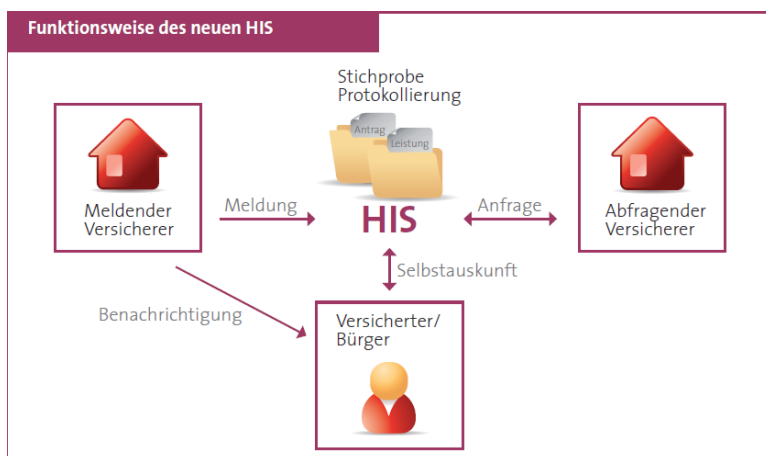 Funktionsweise des neuen HIS
Stichprobe
Protokollierung
Antrag
Leistung
Meldender
Versicherer
Meldung
HIS
Anfrage
Abfragender
Versicherer
Selbstauskunft
Benachrichtigung
Versicherter/
Bürger